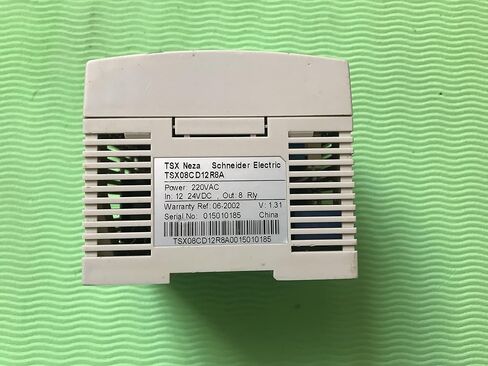 TSX Neza Schneider Electric
TSX08CD12R8A
Power: 220VAC
In: 12 24VDC , Out: 8 Rly
Warranty Ref: 06-2002 V: 1.31
Serial No: 015010185 China
TSX08CD12R8A0015010185